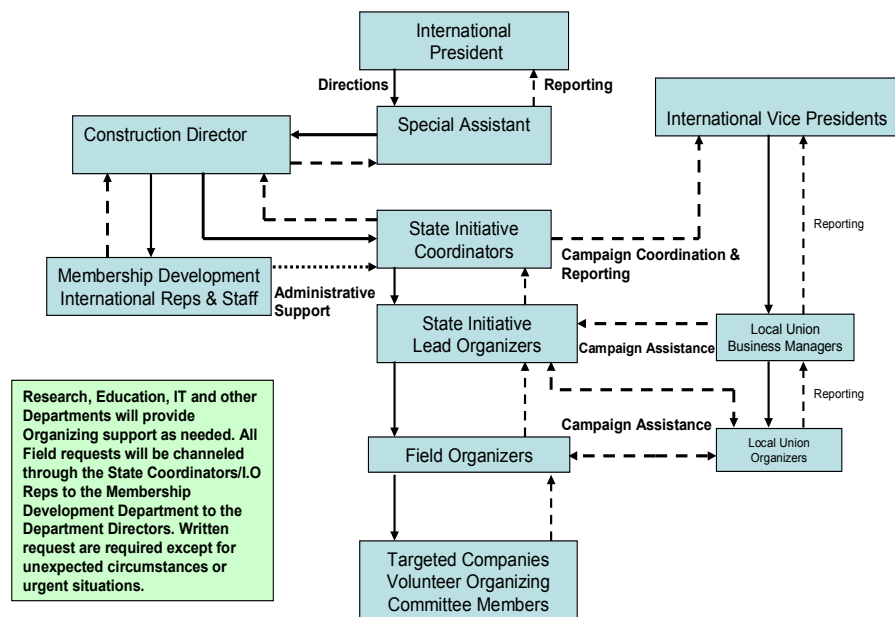 International
President
Directions
Reporting
Construction Director
Special Assistant
International Vice Presidents
State Initiative
Coordinators
Reporting
Campaign Coordination &
Reporting
Membership Development
International Reps & Staff
Administrative
Support
State Initiative
Lead Organizers
Campaign Assistance
Local Union
Business Managers
Research, Education, IT and other
Departments will provide
Organizing support as needed. All
Field requests will be channeled
through the State Coordinators/I.O
Reps to the Membership
Development Department to the
Department Directors. Written
request are required except for
unexpected circumstances or
urgent situations.
Reporting
Campaign Assistance
Field Organizers
Local Union
Organizers
Targeted Companies
Volunteer Organizing
Committee Members